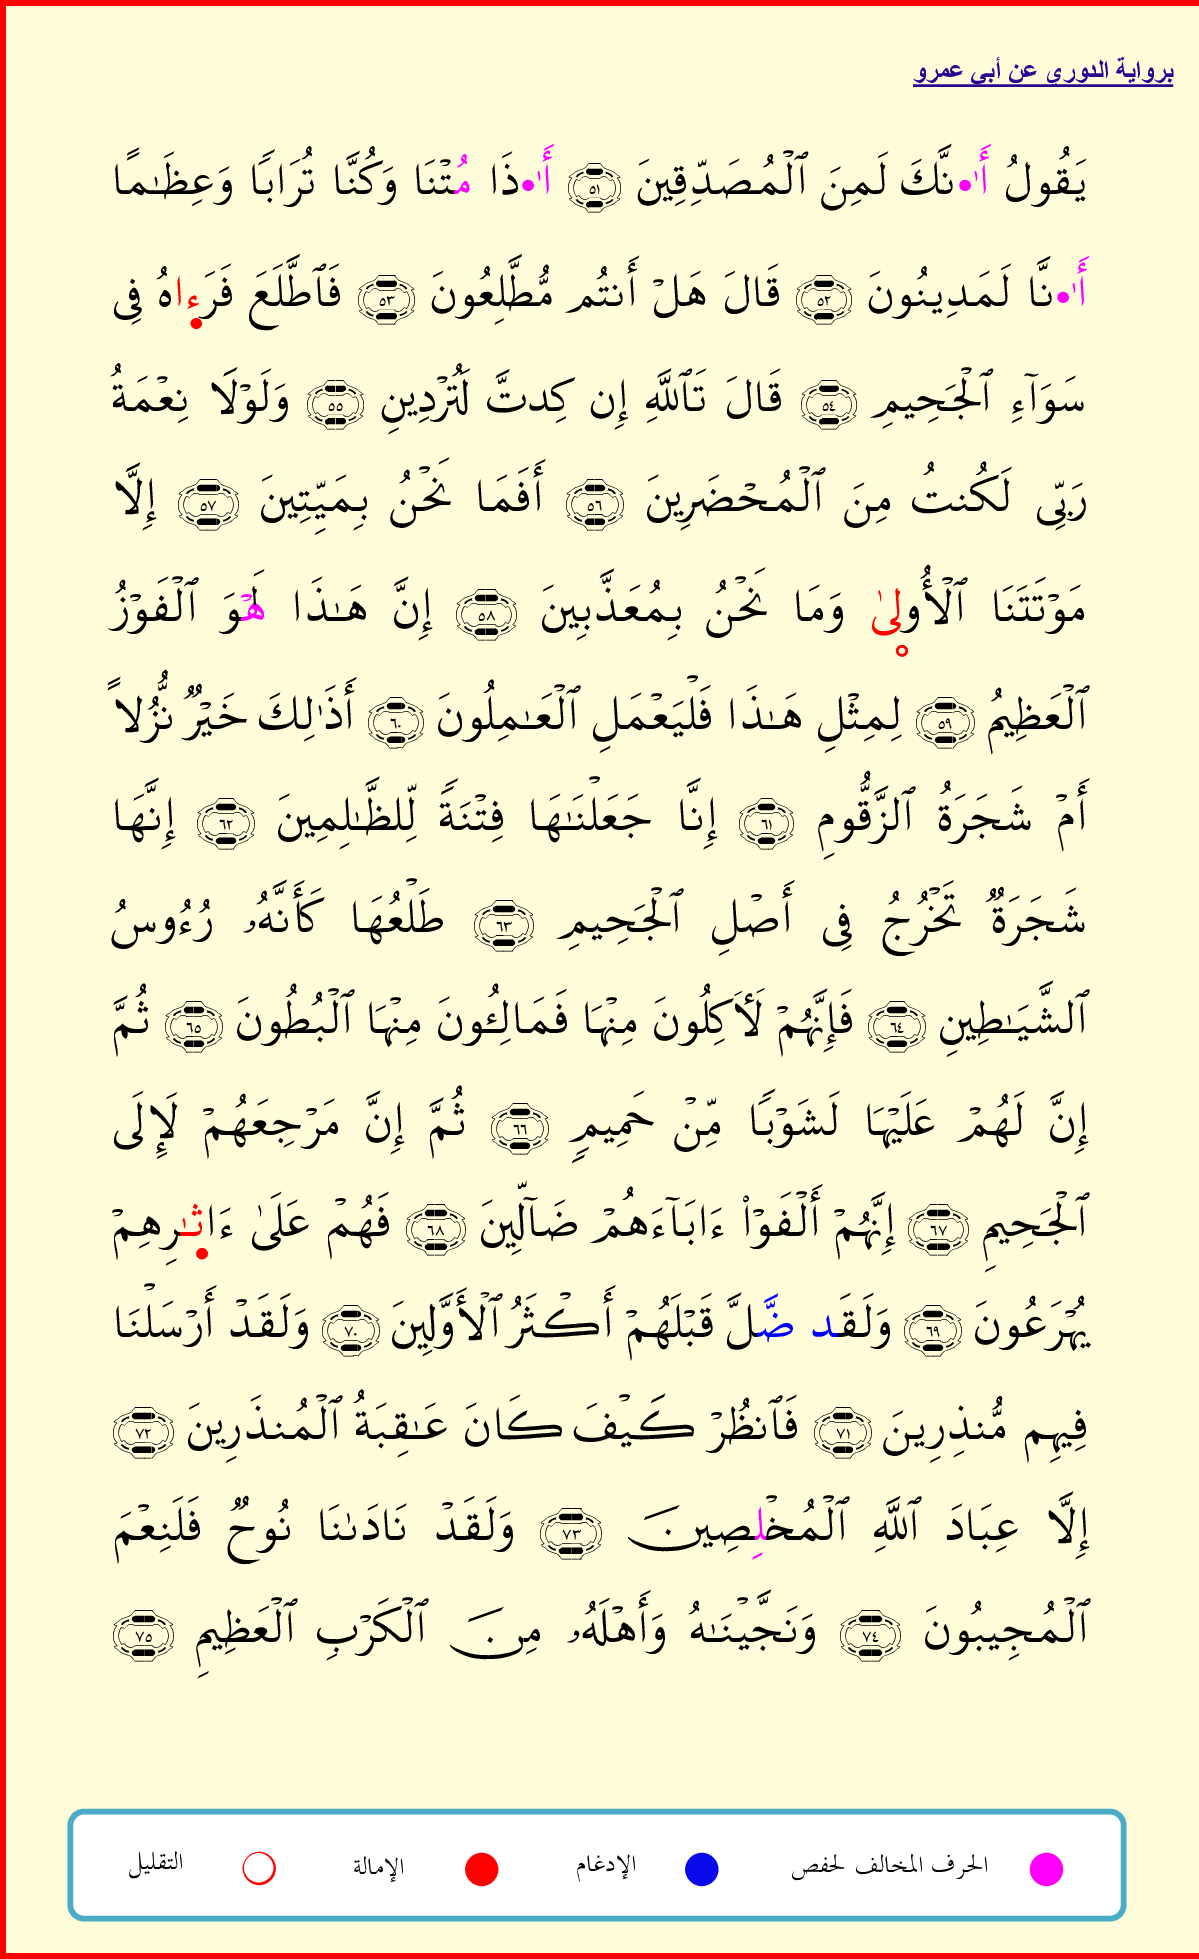 برواية الدوري عن أبي عمرو
يَقُولُ أَ•ٰنَّكَ لَمِنَ ٱلْمُصَدِّقِينَ ٥١ أَ•ٰذَا مُتْنَا وَكُنَّا تُرَابًا وَعِظَٰمًا
أَ•ٰنَّا لَمَدِينُونَ ٥٢ قَالَ هَلْ أَنتُم مُّطَّلِعُونَ ٥٣ فَٱطَّلَعَ فَرَءِاهُ فِى
سَوَآءِ ٱلْجَحِيمِ ٥٤ قَالَ تَٱللَّهِ إِن كِدتَّ لَتُرْدِينِ ٥٥ وَلَوْلَا نِعْمَةُ
رَبِّى لَكُنتُ مِنَ ٱلْمُحْضَرِينَ ٥٦ أَفَمَا نَحْنُ بِمَيِّتِينَ ٥٧ إِلَّا
مَوْتَتَنَا ٱلْأُولىٰ وَمَا نَحْنُ بِمُعَذَّبِينَ ٥٨ إِنَّ هَٰذَا لَهْوَ ٱلْفَوْزُ
ٱلْعَظِيمُ ٥٩ لِمِثْلِ هَٰذَا فَلْيَعْمَلِ ٱلْعَٰمِلُونَ ٦٠ أَذَٰلِكَ خَيْرٌ نُّزُلاً
أَمْ شَجَرَةُ ٱلزَّقُّومِ ٦١ إِنَّا جَعَلْنَٰهَا فِتْنَةً لِّلظَّٰلِمِينَ ٦٢ إِنَّهَا
شَجَرَةٌ تَخْرُجُ فِى أَصْلِ ٱلْجَحِيمِ ٦٣ طَلْعُهَا كَأَنَّهُۥ رُءُوسُ
ٱلشَّيَٰطِينِ ٦٤ فَإِنَّهُمْ لَأَكِلُونَ مِنْهَا فَمَالِـُٔونَ مِنْهَا ٱلْبُطُونَ ٦٥ ثُمَّ
إِنَّ لَهُمْ عَلَيْهَا لَشَوْبًا مِّنْ حَمِيمٍ ٦٦ ثُمَّ إِنَّ مَرْجِعَهُمْ لَإِلَى
ٱلْجَحِيمِ ٦٧ إِنَّهُمْ أَلْفَوْاْ ءَابَآءَهُمْ ضَآلِّينَ ٦٨ فَهُمْ عَلَىٰ ءَاثٰرِهِمْ
يُهْرَعُونَ ٦٩ وَلَقَد ضَّلَّ قَبْلَهُمْ أَكْثَرُ ٱلْأَوَّلِينَ ٧٠ وَلَقَدْ أَرْسَلْنَا
فِيهِم مُّنذِرِينَ ٧١ فَٱنظُرْ كَيْفَ كَانَ عَٰقِبَةُ ٱلْمُنذَرِينَ ٧٢
إِلَّا عِبَادَ ٱللَّهِ ٱلْمُخْلِصِينَ ٧٣ وَلَقَدْ نَادَىٰنَا نُوحٌ فَلَنِعْمَ
ٱلْمُجِيبُونَ ٧٤ وَنَجَّيْنَٰهُ وَأَهْلَهُۥ مِنَ ٱلْكَرْبِ ٱلْعَظِيمِ ٧٥
الحرف المخالف لحفص الإدغام الإمالة التقليل